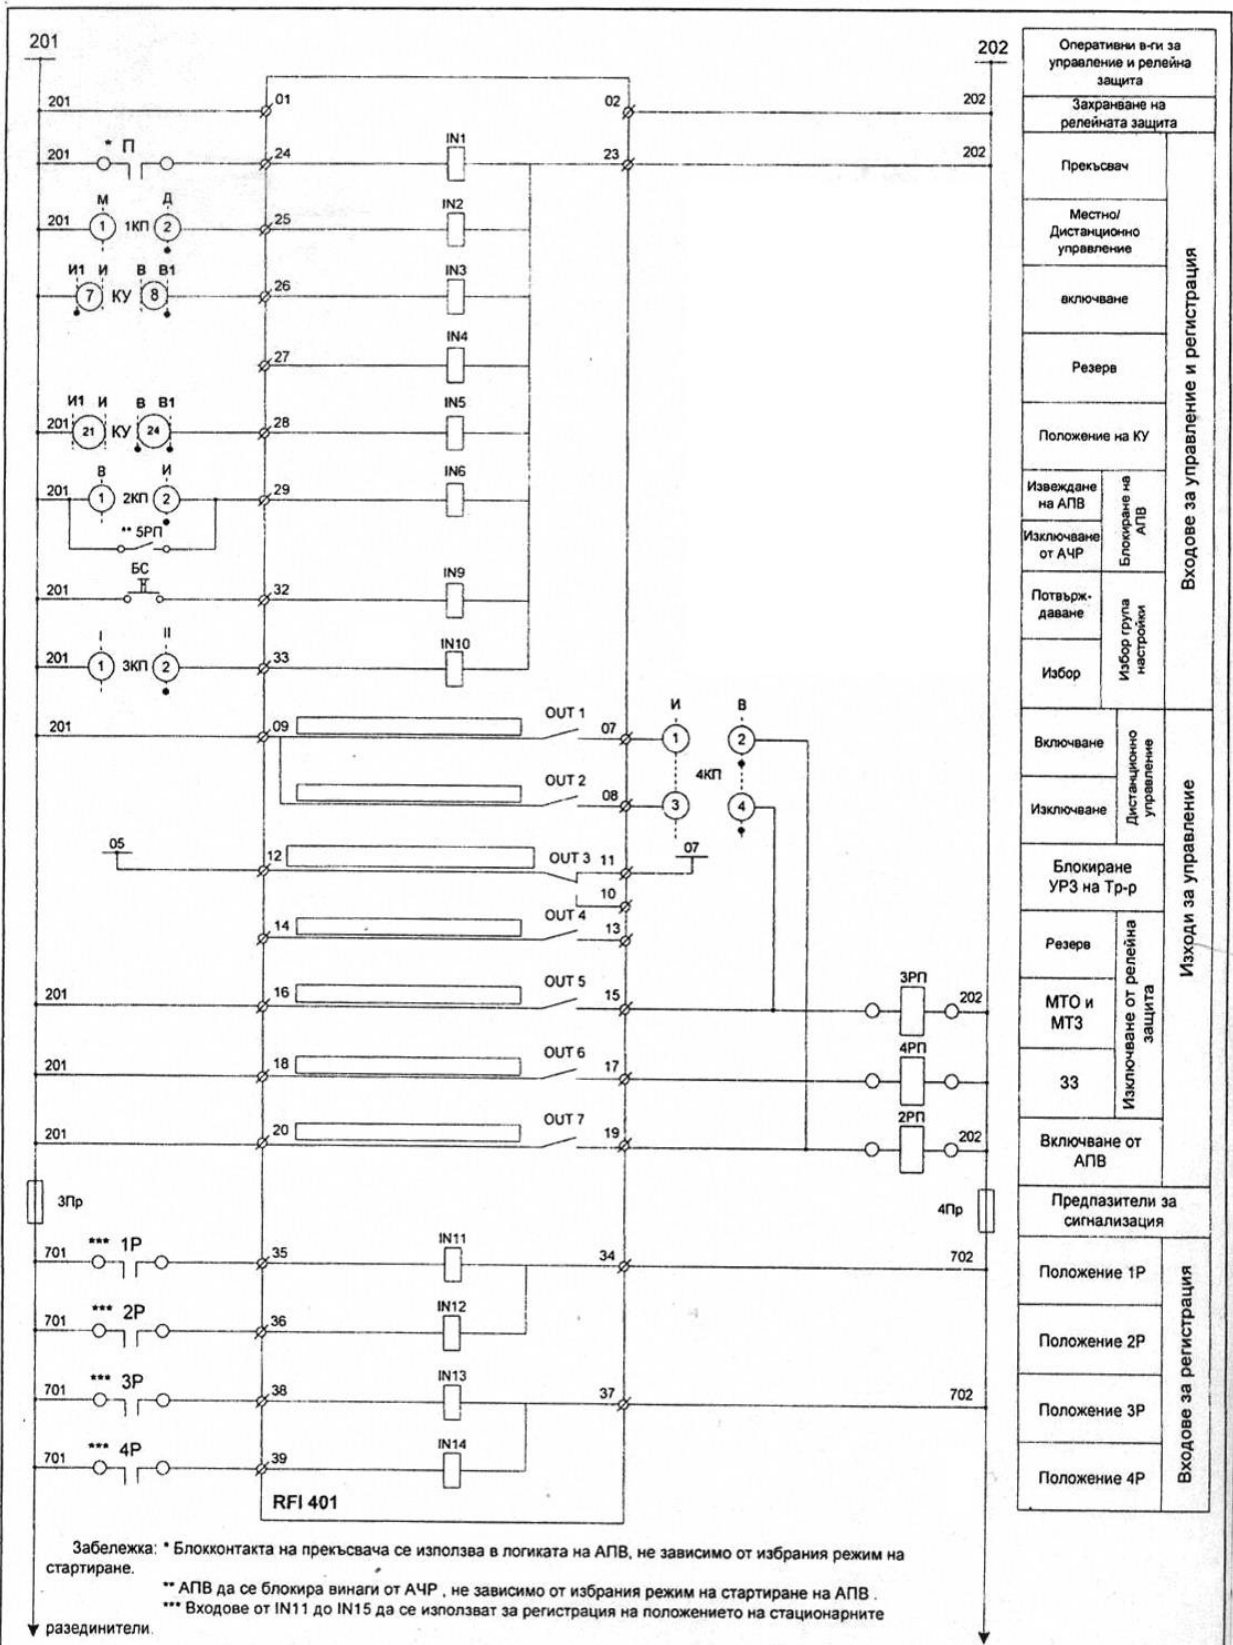 201
202
Оперативни в-ги за
управление и релейна
защита
201
01
02
202
Захранване на
релейната защита
201
* П
24
IN1
23
202
Прекъсвач
М
Д
201
1
1КП
2
25
IN2
Местно/
Дистанционно
управление
И1 И
В В1
7
КУ
8
26
IN3
включване
27
IN4
Резерв
И1 И
В В1
201
21
КУ
24
28
IN5
Положение на КУ
В
И
201
1
2КП
2
29
IN6
Извеждане
на АПВ
** 5РП
Изключване
от АЧР
Блокиране на
АПВ
БС
201
32
IN9
Потвърж-
даване
I
II
201
1
3КП
2
33
IN10
Избор
Избор група
настройки
Входове за управление и регистрация
201
09
OUT 1
07
И
В
1
2
Включване
OUT 2
08
4КП
3
4
Изключване
Дистанционно
управление
05
12
OUT 3
11
07
10
Блокиране
УРЗ на Тр-р
14
OUT 4
13
Резерв
201
16
OUT 5
15
3РП
202
МТО и
МТЗ
201
18
OUT 6
17
4РП
ЗЗ
Изключване от релейна
защита
201
20
OUT 7
19
2РП
202
Включване от
АПВ
Изходи за управление
3Пр
4Пр
Предпазители за
сигнализация
701
*** 1Р
35
IN11
34
702
Положение 1Р
701
*** 2Р
36
IN12
Положение 2Р
701
*** 3Р
38
IN13
37
702
Положение 3Р
701
*** 4Р
39
IN14
Положение 4Р
Входове за регистрация
RFI 401
Забележка: * Блокконтакта на прекъсвача се използва в логиката на АПВ, не зависимо от избрания режим на
стартиране.
** АПВ да се блокира винаги от АЧР , не зависимо от избрания режим на стартиране на АПВ .
*** Входове от IN11 до IN15 да се използват за регистрация на положението на стационарните
разединители.